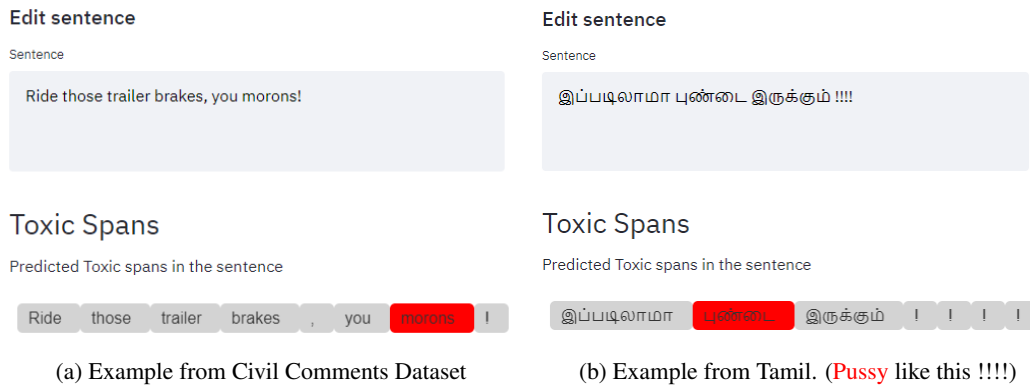 Edit sentence
Sentence
Ride those trailer brakes, you morons!
Toxic Spans
Predicted Toxic spans in the sentence
Ride those trailer brakes , you morons !
(a) Example from Civil Comments Dataset
Edit sentence
Sentence
இப்படிலாமா புண்டை இருக்கும் !!!!
Toxic Spans
Predicted Toxic spans in the sentence
இப்படிலாமா புண்டை இருக்கும் ! ! ! !
(b) Example from Tamil. (Pussy like this !!!!)